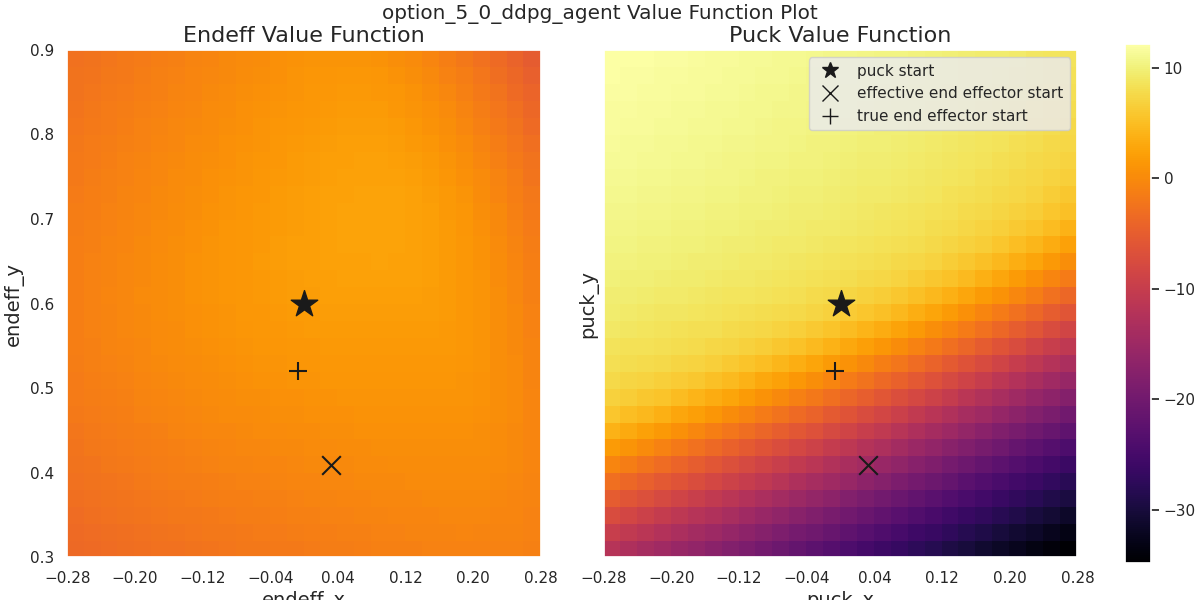 option_5_0_ddpg_agent Value Function Plot
Endeff Value Function
Puck Value Function
0.9
0.8
0.7
0.6
0.5
0.4
0.3
endeff_y
−0.28 −0.20 −0.12 −0.04 0.04 0.12 0.20 0.28
endeff_x
puck_y
puck start
effective end effector start
true end effector start
−0.28 −0.20 −0.12 −0.04 0.04 0.12 0.20 0.28
puck_x
10
0
−10
−20
−30